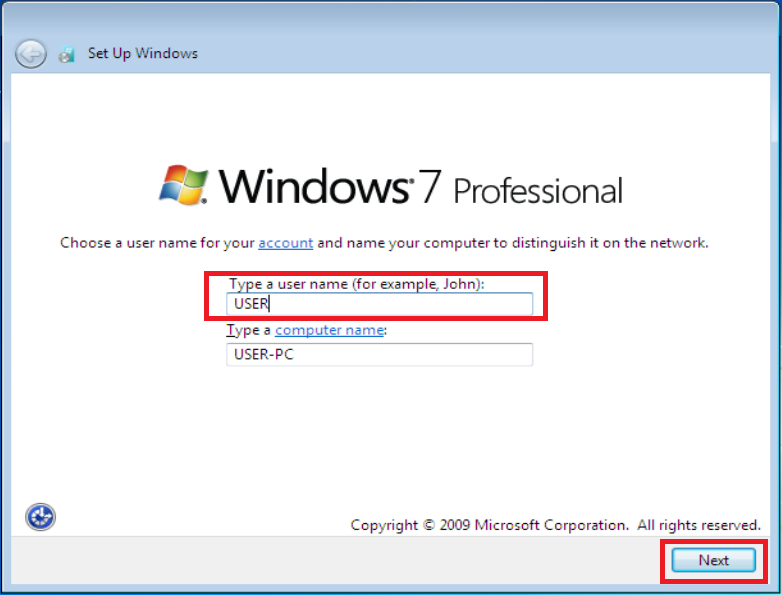 Set Up Windows
Windows® 7 Professional
Choose a user name for your account and name your computer to distinguish it on the network.
Type a user name (for example, John):
USER
Type a computer name:
USER-PC
Copyright © 2009 Microsoft Corporation. All rights reserved.
Next